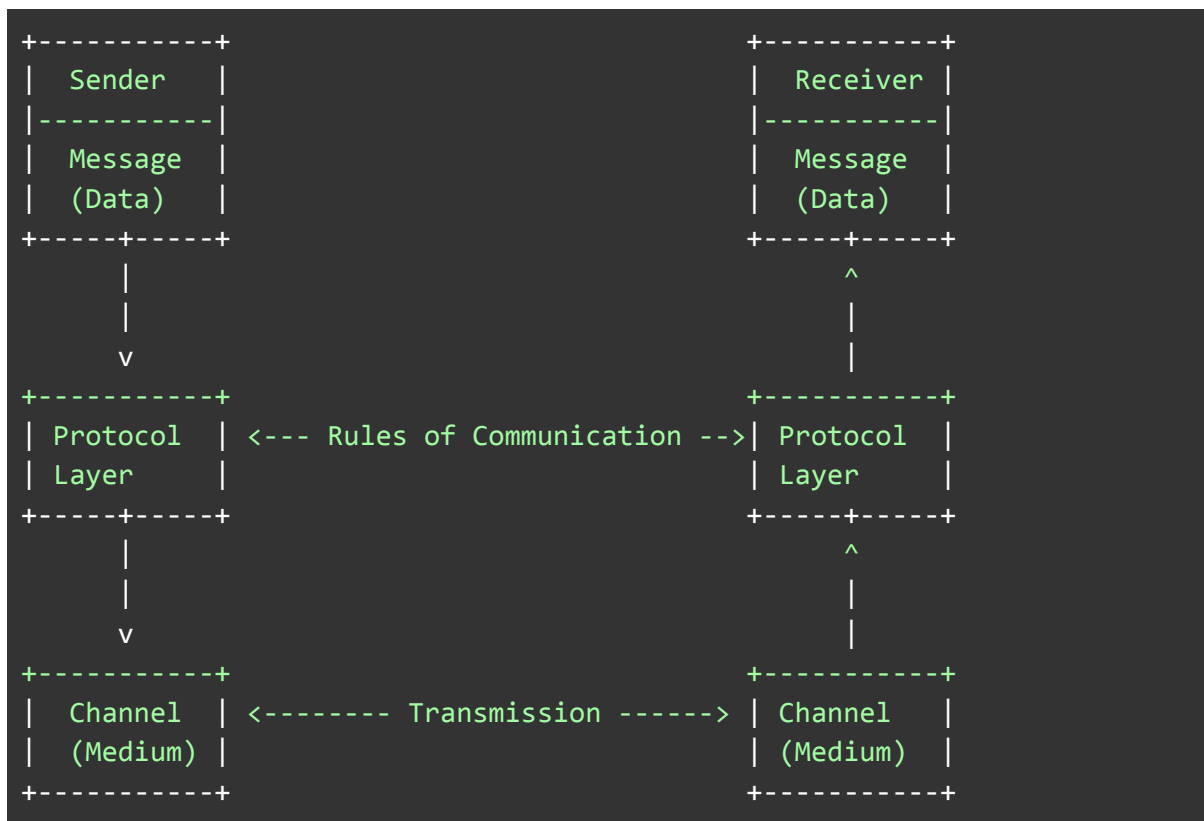 +-----------+                                 +-----------+
|  Sender   |                                 |  Receiver |
|-----------|                                 |-----------|
|  Message  |                                 |  Message  |
|  (Data)   |                                 |  (Data)   |
+-----+-----+                                 +-----+-----+
      |                                             ^
      |                                             |
      v                                             |
+-----------+                                 +-----------+
| Protocol  | <--- Rules of Communication -->| Protocol  |
| Layer     |                                 | Layer     |
+-----+-----+                                 +-----+-----+
      |                                             ^
      |                                             |
      v                                             |
+-----------+                                 +-----------+
|  Channel  | <-------- Transmission ------> | Channel   |
|  (Medium) |                                 | (Medium)  |
+-----------+                                 +-----------+